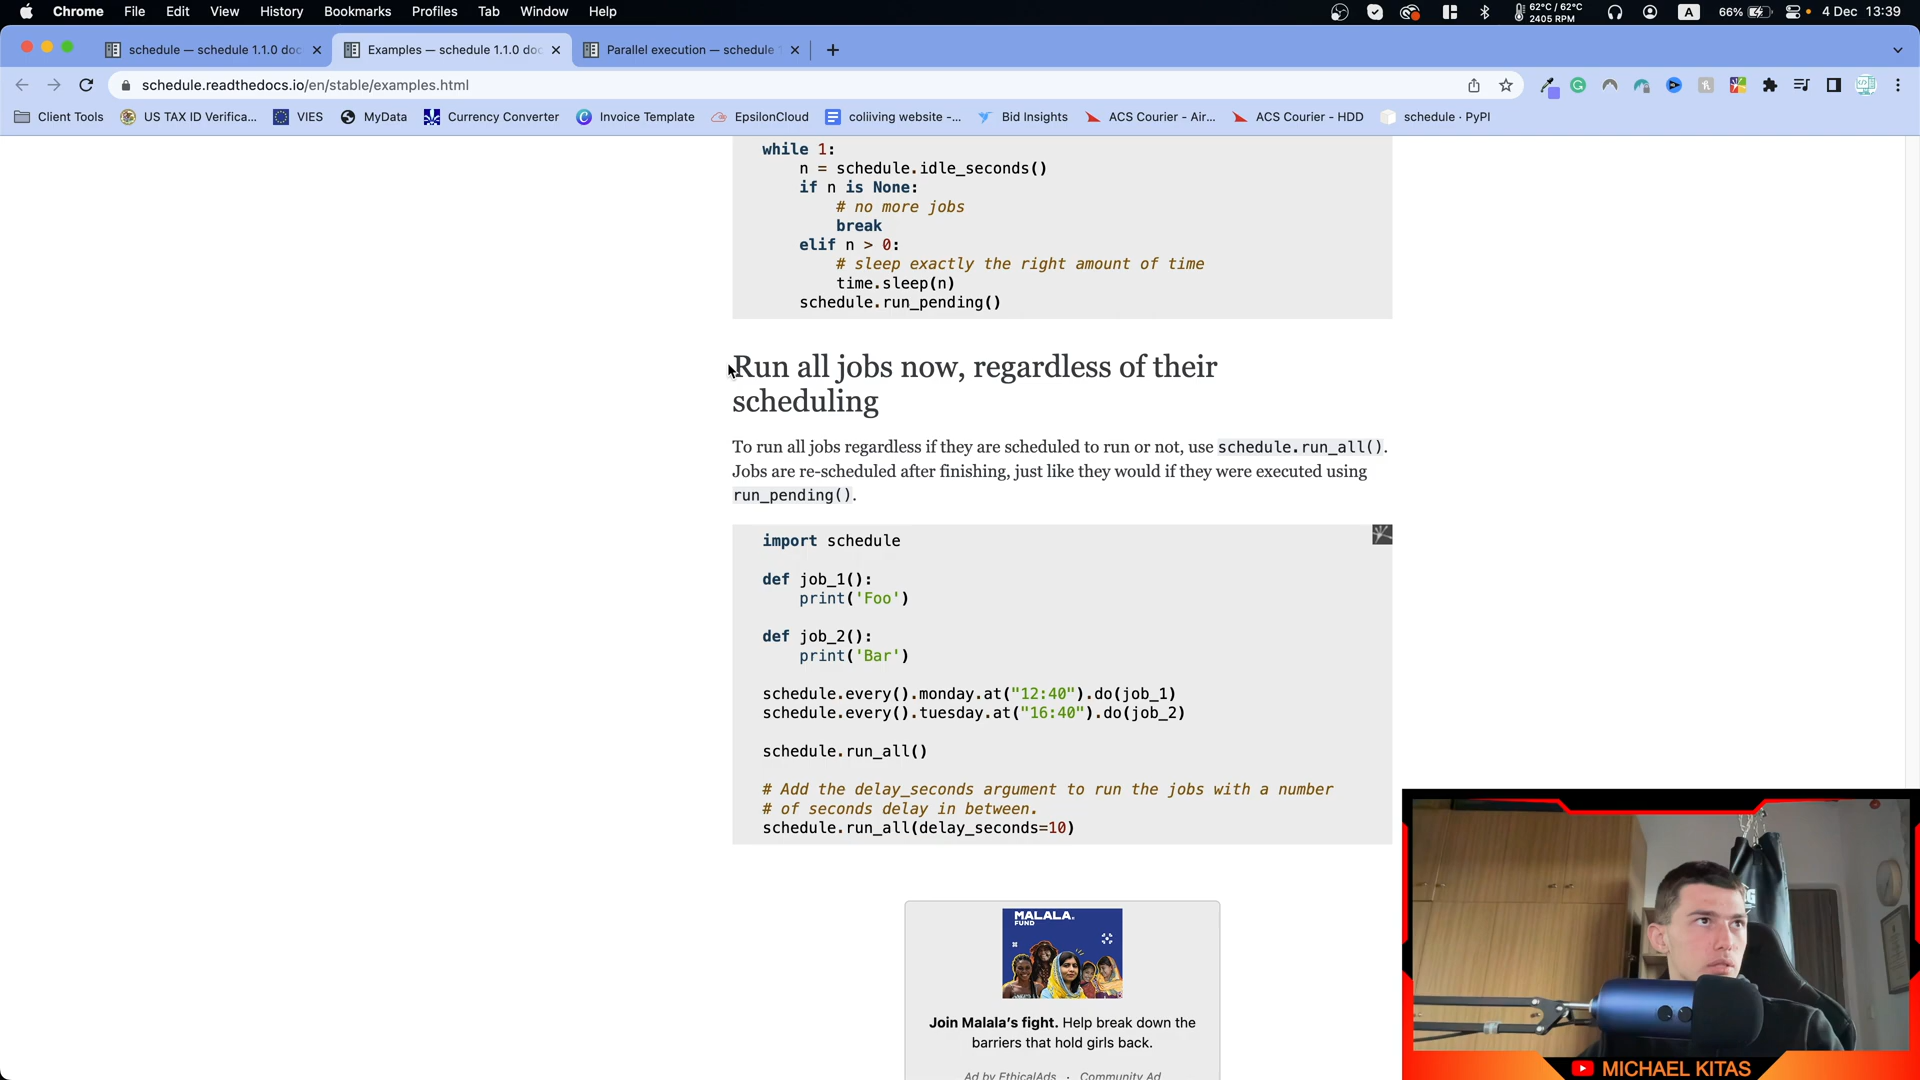 Chrome File Edit View History Bookmarks Profiles Tab Window Help
62°C / 62°C
2405 RPM
A 66% 4 Dec 13:39
schedule — schedule 1.1.0 doc
Examples — schedule 1.1.0 doc
Parallel execution — schedule
schedule.readthedocs.io/en/stable/examples.html
Client Tools US TAX ID Verifica... VIES MyData Currency Converter Invoice Template EpsilonCloud coliiving website -... Bid Insights ACS Courier - Air... ACS Courier - HDD schedule · PyPI
while 1:
n = schedule.idle_seconds()
if n is None:
# no more jobs
break
elif n > 0:
# sleep exactly the right amount of time
time.sleep(n)
schedule.run_pending()
Run all jobs now, regardless of their
scheduling
To run all jobs regardless if they are scheduled to run or not, use schedule.run_all().
Jobs are re-scheduled after finishing, just like they would if they were executed using
run_pending().
import schedule
def job_1():
print('Foo')
def job_2():
print('Bar')
schedule.every().monday.at("12:40").do(job_1)
schedule.every().tuesday.at("16:40").do(job_2)
schedule.run_all()
# Add the delay_seconds argument to run the jobs with a number
# of seconds delay in between.
schedule.run_all(delay_seconds=10)
MALALA.
FUND
Join Malala's fight. Help break down the
barriers that hold girls back.
Ad by EthicalAds · Community Ad
MICHAEL KITAS